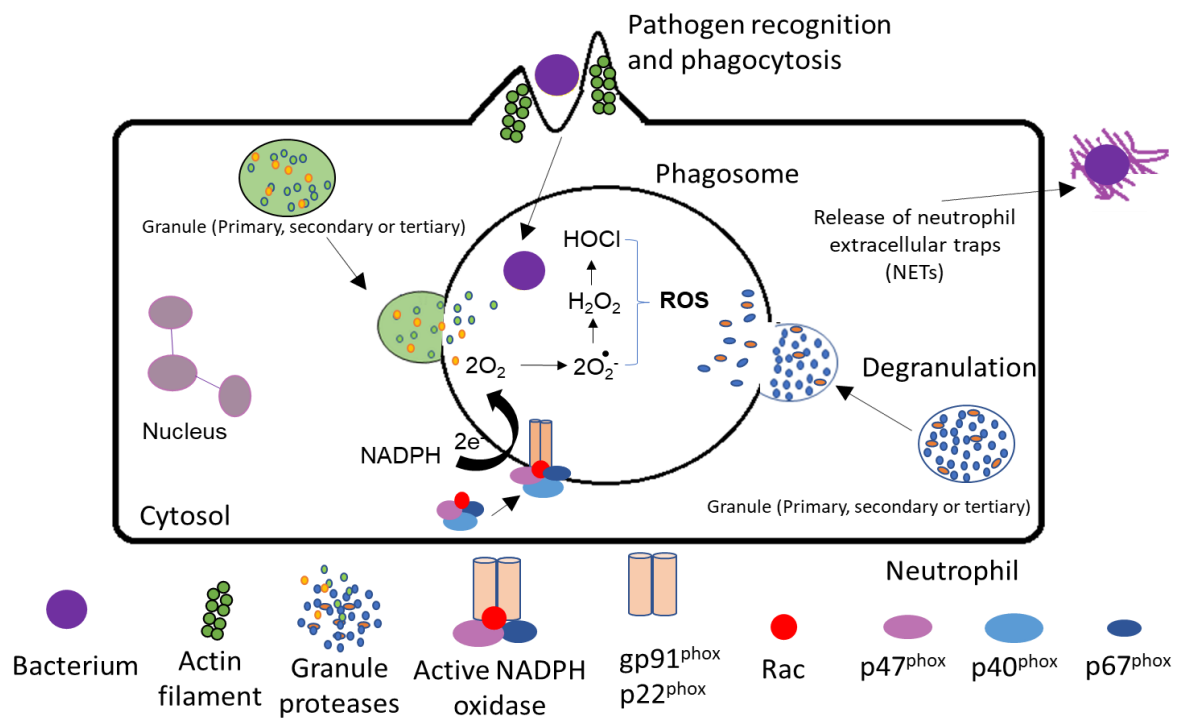 Pathogen recognition
and phagocytosis
Phagosome
Granule (Primary, secondary or tertiary)
Release of neutrophil
extracellular traps
(NETs)
HOCl
H₂O₂
ROS
2O₂
2O₂•⁻
Degranulation
Nucleus
NADPH
2e⁻
Granule (Primary, secondary or tertiary)
Cytosol
Neutrophil
Bacterium
Actin
filament
Granule
proteases
Active NADPH
oxidase
gp91ᵖʰᵒˣ
p22ᵖʰᵒˣ
Rac
p47ᵖʰᵒˣ
p40ᵖʰᵒˣ
p67ᵖʰᵒˣ